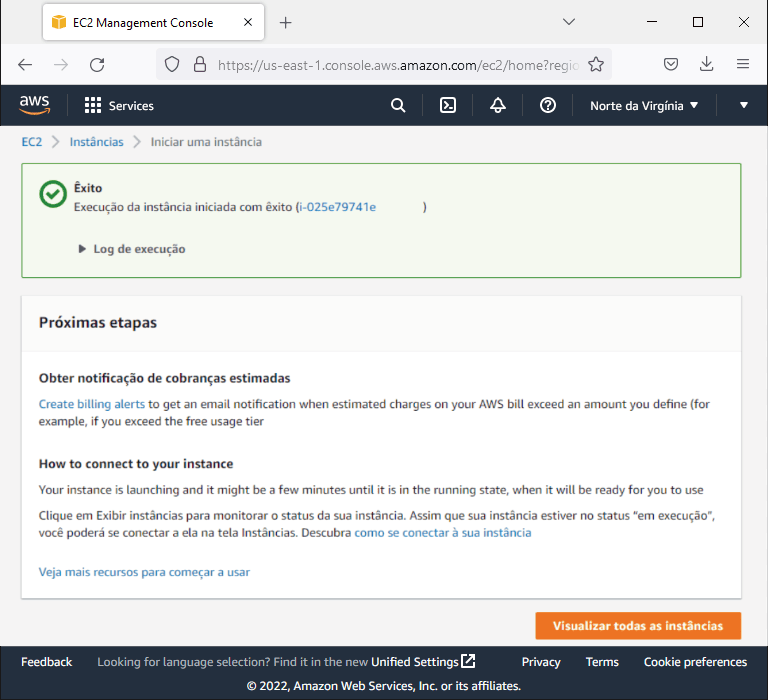 EC2 Management Console
https://us-east-1.console.aws.amazon.com/ec2/home?regio
aws
Services
Norte da Virgínia
EC2
Instâncias
Iniciar uma instância
Êxito
Execução da instância iniciada com êxito (i-025e79741e )
Log de execução
Próximas etapas
Obter notificação de cobranças estimadas
Create billing alerts to get an email notification when estimated charges on your AWS bill exceed an amount you define (for
example, if you exceed the free usage tier
How to connect to your instance
Your instance is launching and it might be a few minutes until it is in the running state, when it will be ready for you to use
Clique em Exibir instâncias para monitorar o status da sua instância. Assim que sua instância estiver no status “em execução”,
você poderá se conectar a ela na tela Instâncias. Descubra como se conectar à sua instância
Veja mais recursos para começar a usar
Visualizar todas as instâncias
Feedback
Looking for language selection? Find it in the new Unified Settings
Privacy
Terms
Cookie preferences
© 2022, Amazon Web Services, Inc. or its affiliates.